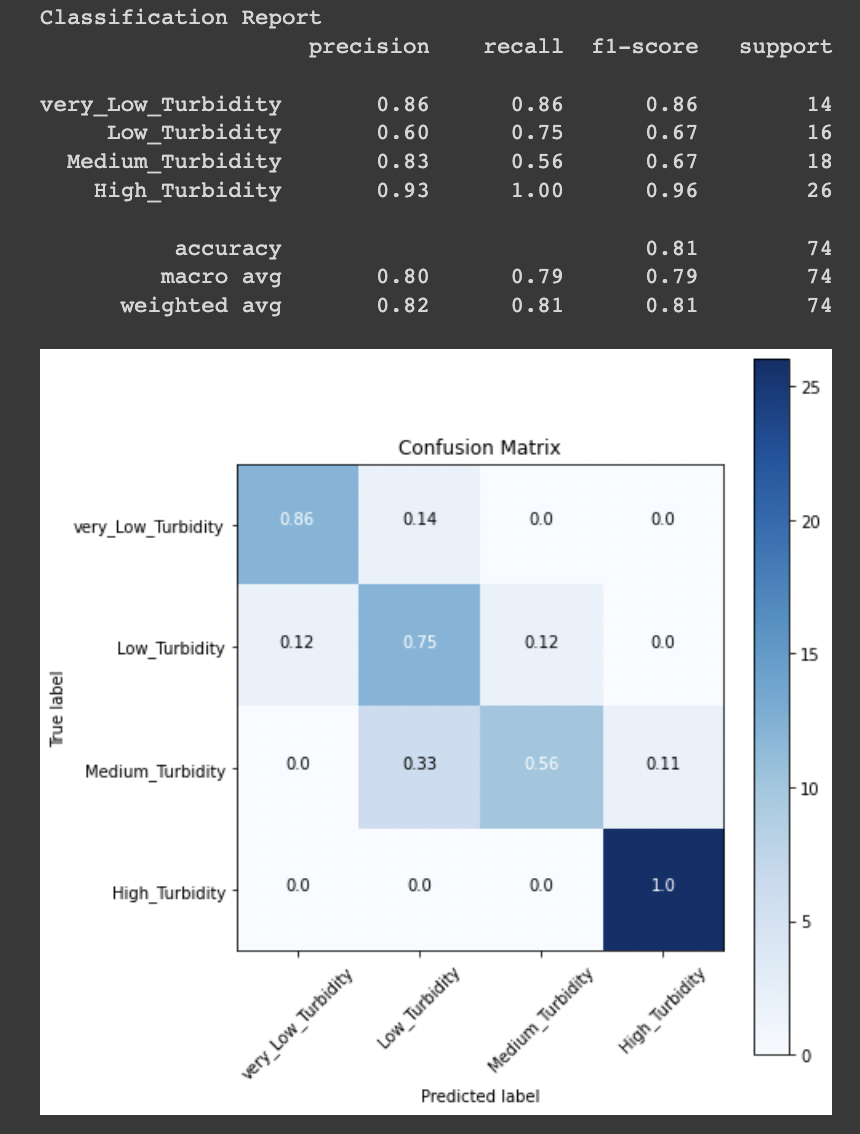 Classification Report
precision recall f1-score support
very_Low_Turbidity 0.86 0.86 0.86 14
Low_Turbidity 0.60 0.75 0.67 16
Medium_Turbidity 0.83 0.56 0.67 18
High_Turbidity 0.93 1.00 0.96 26
accuracy 0.81 74
macro avg 0.80 0.79 0.79 74
weighted avg 0.82 0.81 0.81 74
Confusion Matrix
True label
very_Low_Turbidity 0.86 0.14 0.0 0.0
Low_Turbidity 0.12 0.75 0.12 0.0
Medium_Turbidity 0.0 0.33 0.56 0.11
High_Turbidity 0.0 0.0 0.0 1.0
very_Low_Turbidity Low_Turbidity Medium_Turbidity High_Turbidity
Predicted label
25
20
15
10
5
0